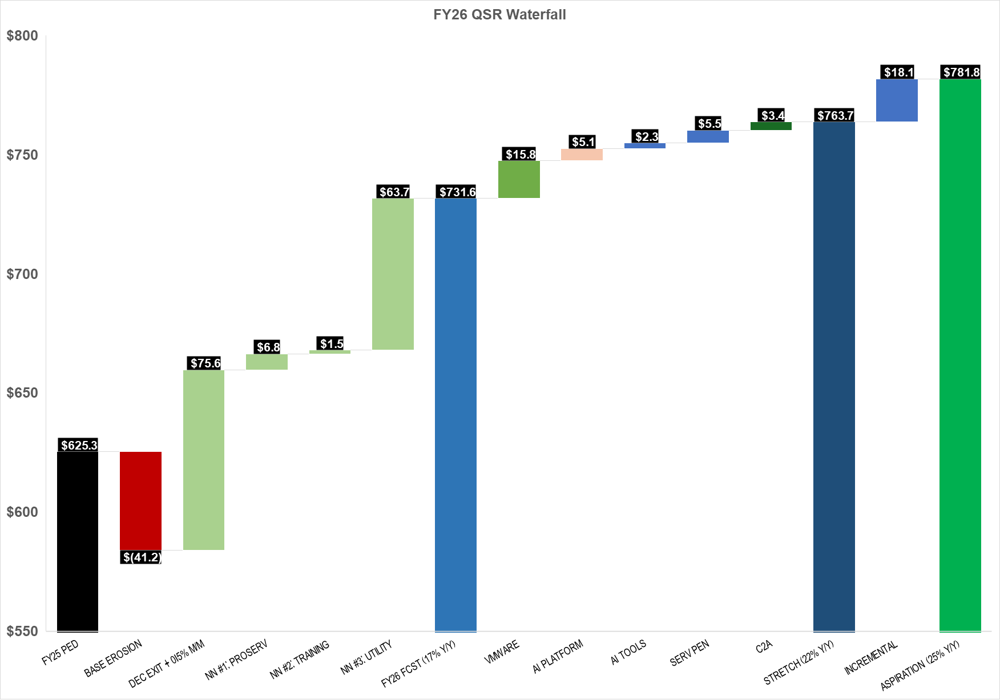 FY26 QSR Waterfall
$800
$750
$700
$650
$600
$550
$625.3
$(41.2)
$75.6
$6.8
$1.5
$63.7
$731.6
$15.8
$5.1
$2.3
$5.5
$3.4
$763.7
$18.1
$781.8
FY25 PED
BASE EROSION
DEC EXIT + 0I5% M/M
NN #1: PROSERV
NN #2: TRAINING
NN #3: UTILITY
FY26 FCST (17% Y/Y)
VMWARE
AI PLATFORM
AI TOOLS
SERV PEN
C2A
STRETCH (22% Y/Y)
INCREMENTAL
ASPIRATION (25% Y/Y)